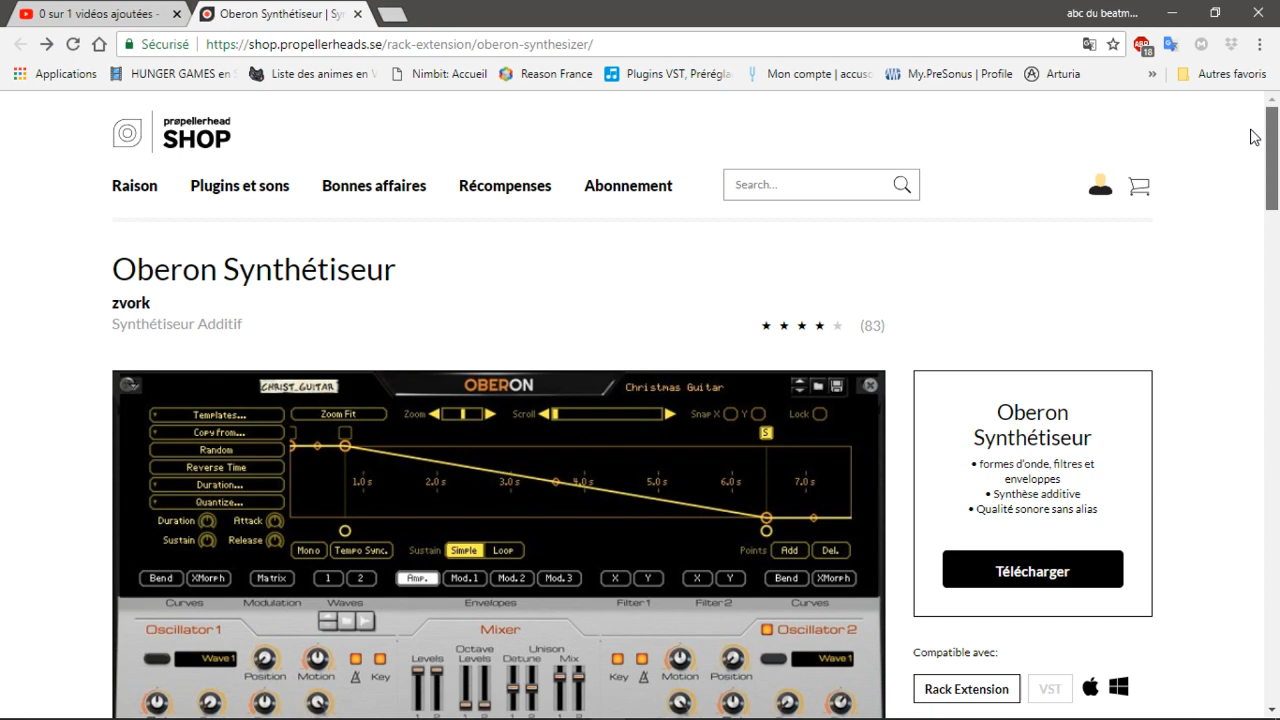 0 sur 1 vidéos ajoutées -
Oberon Synthétiseur | Sy
abc du beatm...
Sécurisé
https://shop.propellerheads.se/rack-extension/oberon-synthesizer/
ABP
18
Applications
HUNGER GAMES en S
Liste des animes en V
Nimbit: Accueil
Reason France
Plugins VST, Prérégla
Mon compte | accus
My.PreSonus | Profile
Arturia
»
Autres favoris
prøpellerhead
SHOP
Raison
Plugins et sons
Bonnes affaires
Récompenses
Abonnement
Search...
Oberon Synthétiseur
zvork
Synthétiseur Additif
(83)
CHRIST_GUITAR
OBERON
Christmas Guitar
Templates...
Zoom Fit
Zoom
Scroll
Snap X
Y
Lock
Copy from...
S
Random
Reverse Time
Duration...
1.0 s
2.0 s
3.0 s
4.0 s
5.0 s
6.0 s
7.0 s
Quantize...
Duration
Attack
Sustain
Release
Mono
Tempo Sync.
Sustain
Simple
Loop
Points
Add
Del.
Bend
XMorph
Matrix
1
2
Amp.
Mod.1
Mod.2
Mod.3
X
Y
X
Y
Bend
XMorph
Curves
Modulation
Waves
Envelopes
Filter1
Filter2
Curves
Oscillator1
Mixer
Oscillator2
Wave1
Position
Motion
Key
Levels
Octave
Levels
Unison
Detune
Mix
Key
Motion
Position
Wave1
Oberon
Synthétiseur
• formes d'onde, filtres et
enveloppes
• Synthèse additive
• Qualité sonore sans alias
Télécharger
Compatible avec:
Rack Extension
VST